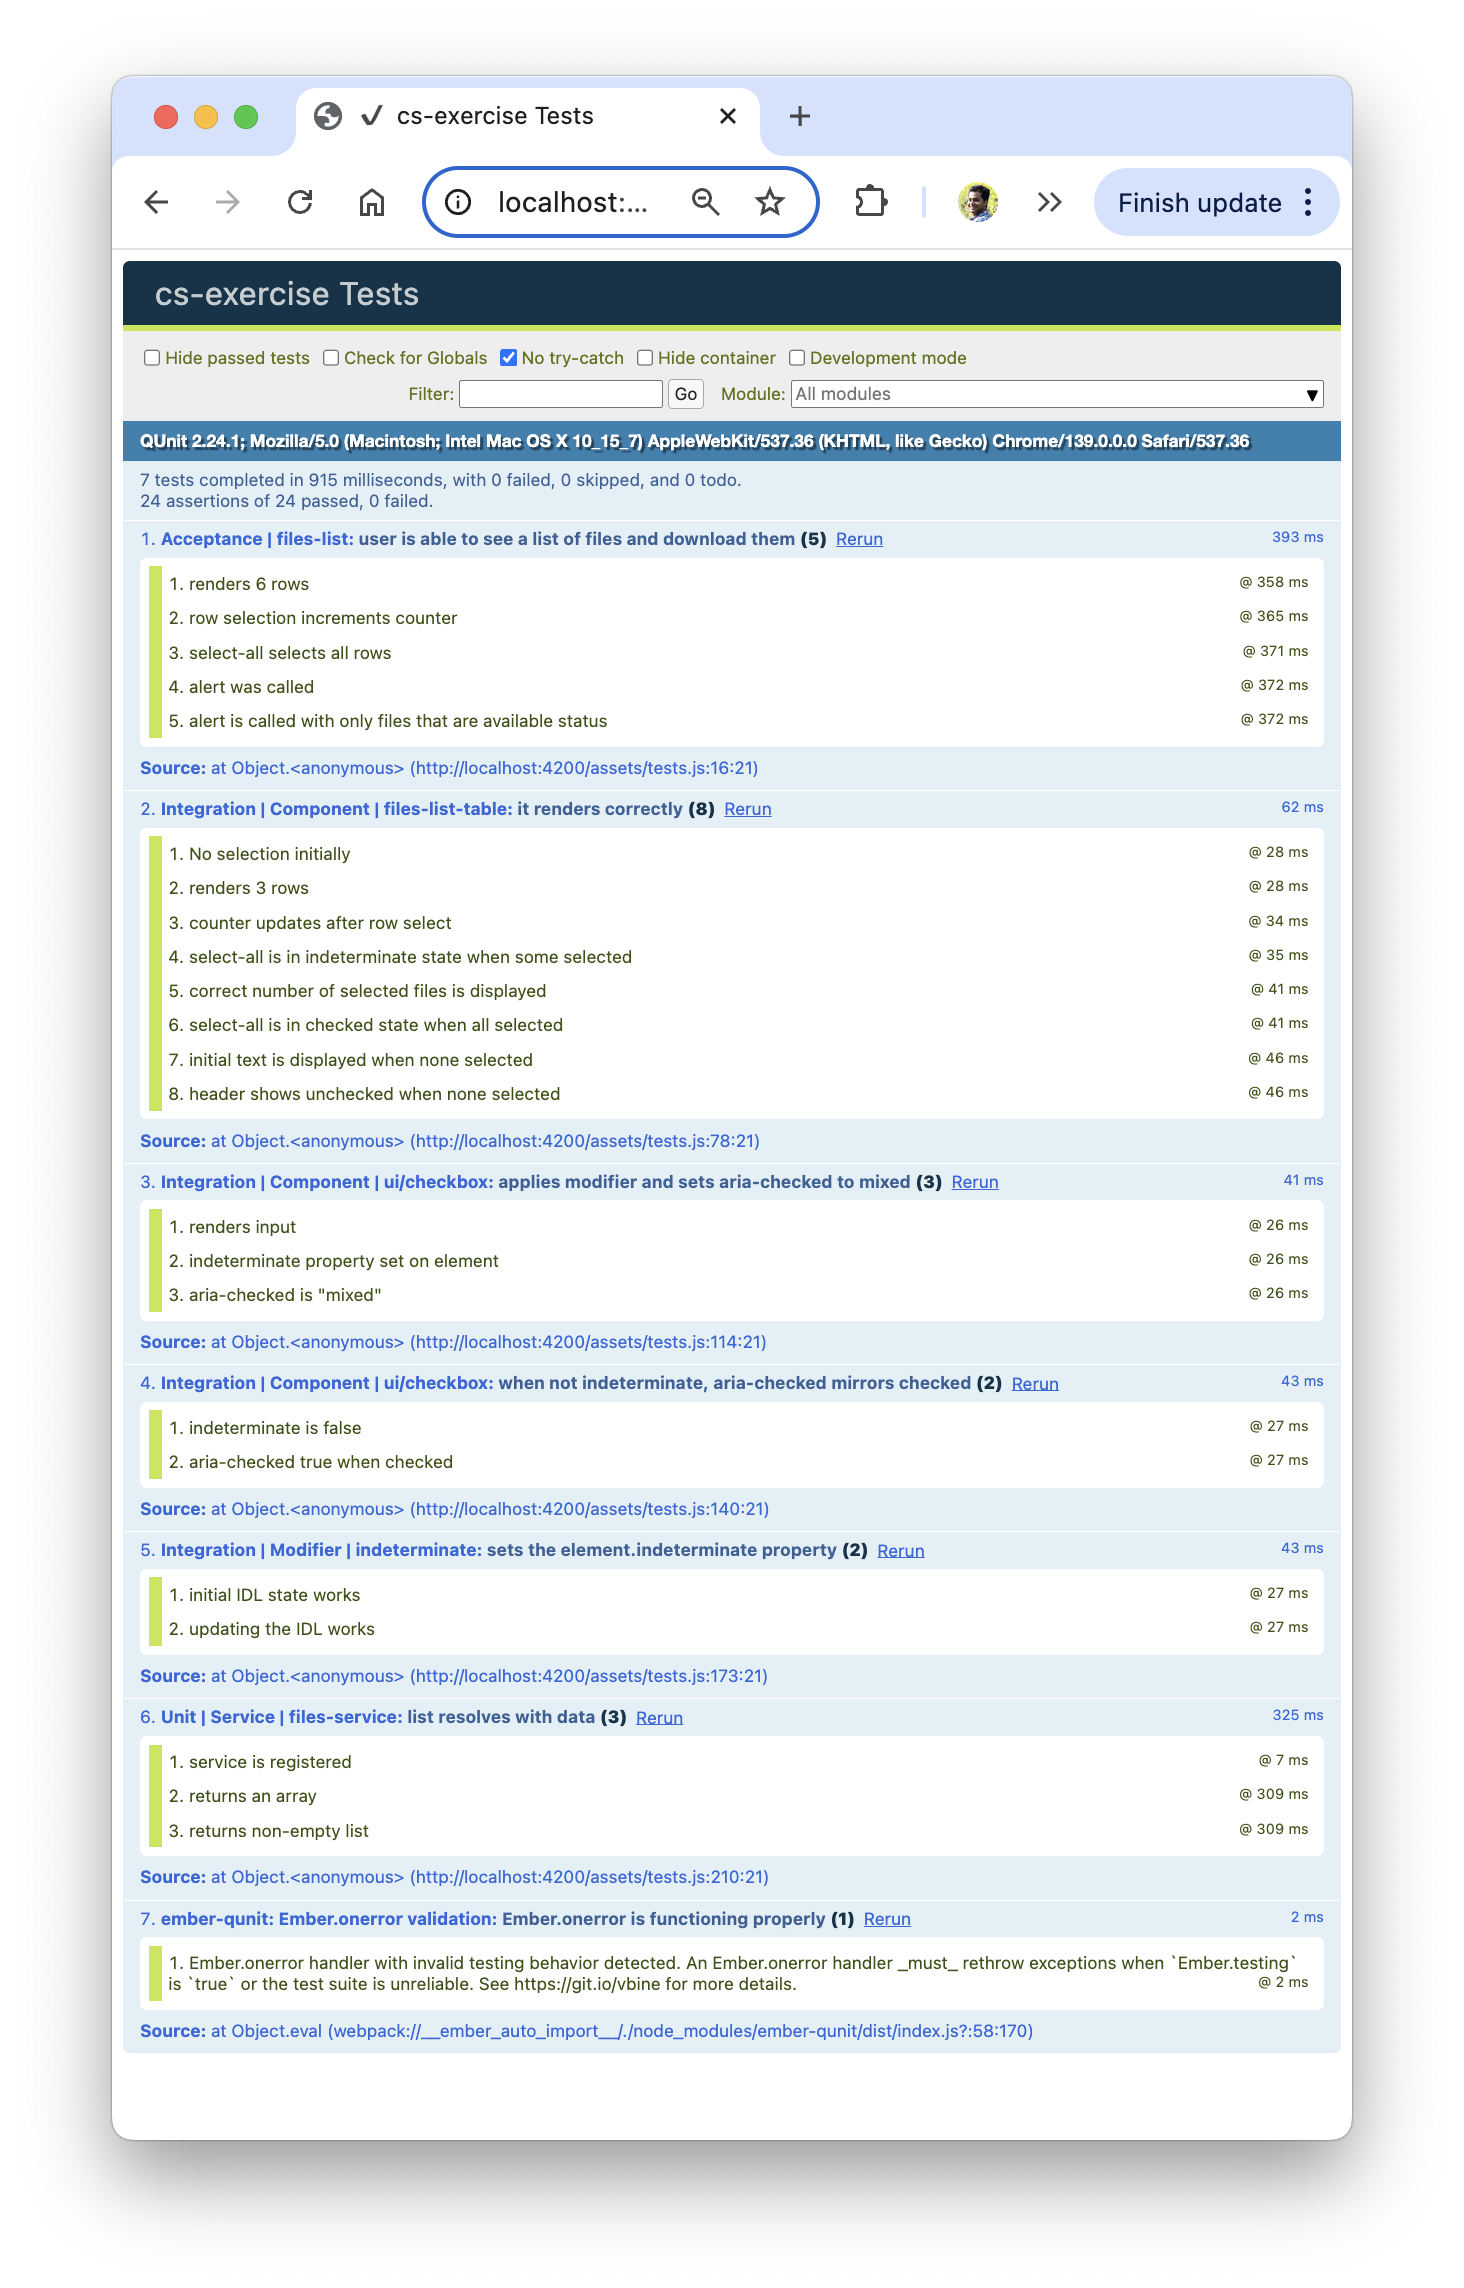 cs-exercise Tests
localhost:...
Finish update
cs-exercise Tests
Hide passed tests Check for Globals No try-catch Hide container Development mode
Filter: Go Module: All modules
QUnit 2.24.1; Mozilla/5.0 (Macintosh; Intel Mac OS X 10_15_7) AppleWebKit/537.36 (KHTML, like Gecko) Chrome/139.0.0.0 Safari/537.36
7 tests completed in 915 milliseconds, with 0 failed, 0 skipped, and 0 todo.
24 assertions of 24 passed, 0 failed.
1. Acceptance | files-list: user is able to see a list of files and download them (5) Rerun 393 ms
1. renders 6 rows @ 358 ms
2. row selection increments counter @ 365 ms
3. select-all selects all rows @ 371 ms
4. alert was called @ 372 ms
5. alert is called with only files that are available status @ 372 ms
Source: at Object.<anonymous> (http://localhost:4200/assets/tests.js:16:21)
2. Integration | Component | files-list-table: it renders correctly (8) Rerun 62 ms
1. No selection initially @ 28 ms
2. renders 3 rows @ 28 ms
3. counter updates after row select @ 34 ms
4. select-all is in indeterminate state when some selected @ 35 ms
5. correct number of selected files is displayed @ 41 ms
6. select-all is in checked state when all selected @ 41 ms
7. initial text is displayed when none selected @ 46 ms
8. header shows unchecked when none selected @ 46 ms
Source: at Object.<anonymous> (http://localhost:4200/assets/tests.js:78:21)
3. Integration | Component | ui/checkbox: applies modifier and sets aria-checked to mixed (3) Rerun 41 ms
1. renders input @ 26 ms
2. indeterminate property set on element @ 26 ms
3. aria-checked is "mixed" @ 26 ms
Source: at Object.<anonymous> (http://localhost:4200/assets/tests.js:114:21)
4. Integration | Component | ui/checkbox: when not indeterminate, aria-checked mirrors checked (2) Rerun 43 ms
1. indeterminate is false @ 27 ms
2. aria-checked true when checked @ 27 ms
Source: at Object.<anonymous> (http://localhost:4200/assets/tests.js:140:21)
5. Integration | Modifier | indeterminate: sets the element.indeterminate property (2) Rerun 43 ms
1. initial IDL state works @ 27 ms
2. updating the IDL works @ 27 ms
Source: at Object.<anonymous> (http://localhost:4200/assets/tests.js:173:21)
6. Unit | Service | files-service: list resolves with data (3) Rerun 325 ms
1. service is registered @ 7 ms
2. returns an array @ 309 ms
3. returns non-empty list @ 309 ms
Source: at Object.<anonymous> (http://localhost:4200/assets/tests.js:210:21)
7. ember-qunit: Ember.onerror validation: Ember.onerror is functioning properly (1) Rerun 2 ms
1. Ember.onerror handler with invalid testing behavior detected. An Ember.onerror handler _must_ rethrow exceptions when `Ember.testing`
is `true` or the test suite is unreliable. See https://git.io/vbine for more details. @ 2 ms
Source: at Object.eval (webpack://__ember_auto_import__/./node_modules/ember-qunit/dist/index.js?:58:170)